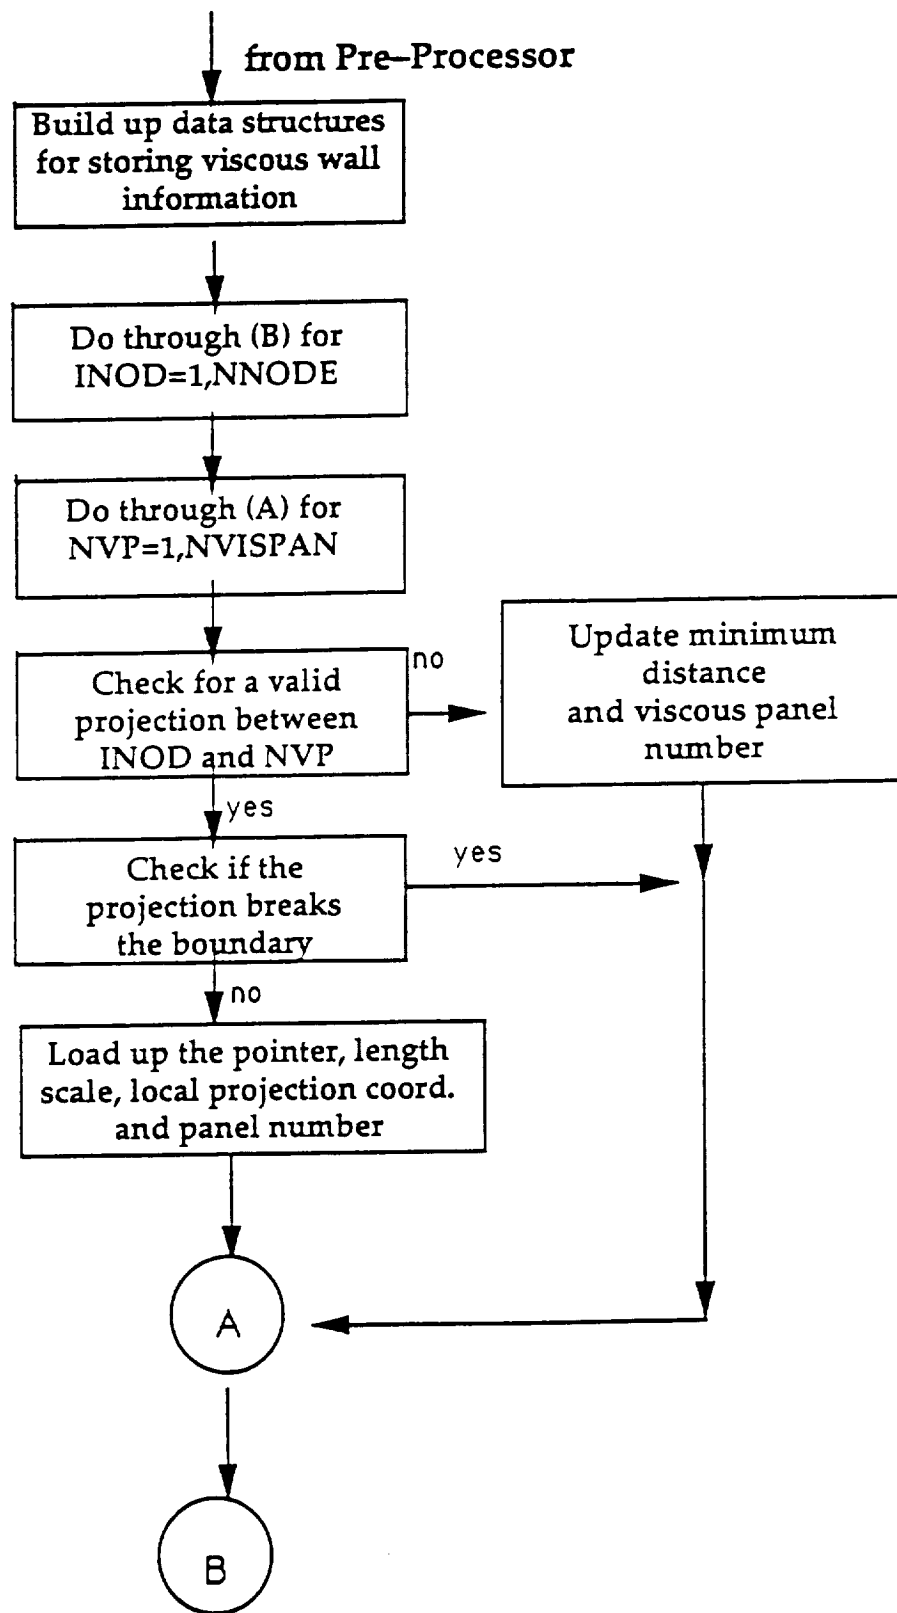 from Pre–Processor
Build up data structures
for storing viscous wall
information
Do through (B) for
INOD=1,NNODE
Do through (A) for
NVP=1,NVISPAN
Check for a valid
projection between
INOD and NVP
no
Update minimum
distance
and viscous panel
number
yes
Check if the
projection breaks
the boundary
yes
no
Load up the pointer, length
scale, local projection coord.
and panel number
A
B